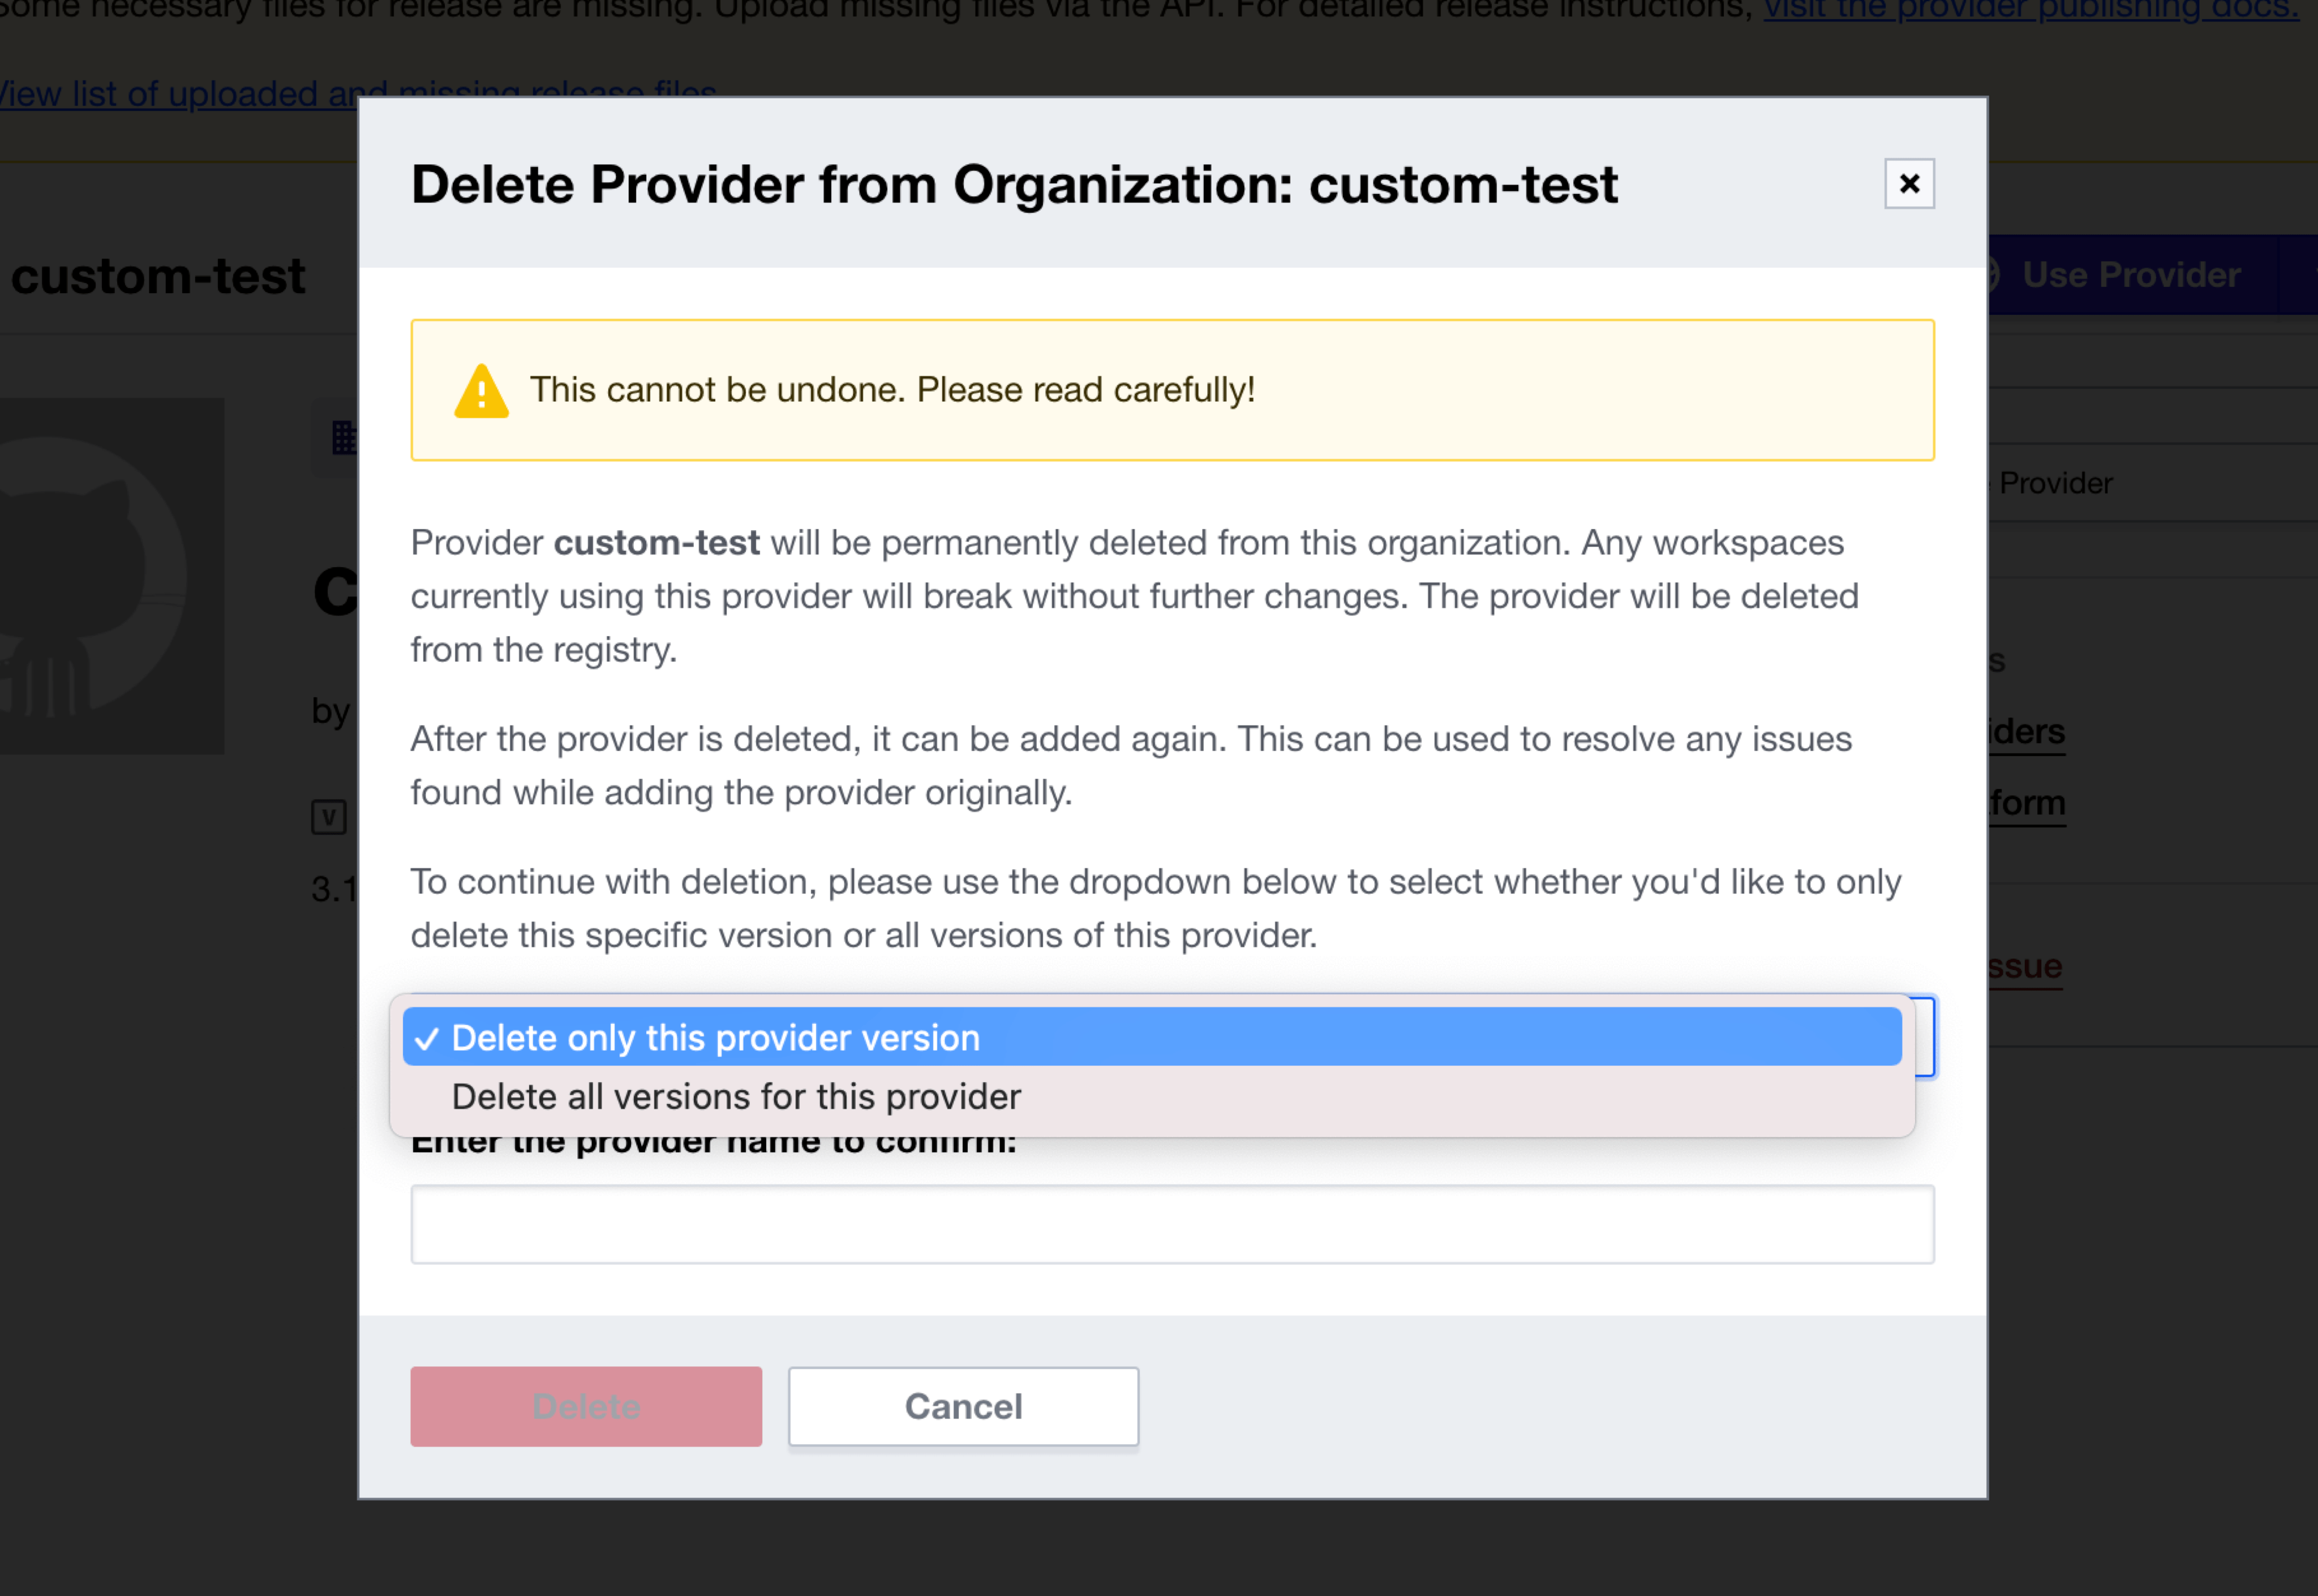 Some necessary files for release are missing. Upload missing files via the API. For detailed release instructions, visit the provider publishing docs.
View list of uploaded and missing release files
Delete Provider from Organization: custom-test
custom-test
Use Provider
This cannot be undone. Please read carefully!
Provider
Provider custom-test will be permanently deleted from this organization. Any workspaces
currently using this provider will break without further changes. The provider will be deleted
from the registry.
by
After the provider is deleted, it can be added again. This can be used to resolve any issues
found while adding the provider originally.
V
3.1
To continue with deletion, please use the dropdown below to select whether you'd like to only
delete this specific version or all versions of this provider.
Delete only this provider version
Delete all versions for this provider
Enter the provider name to confirm:
Delete
Cancel